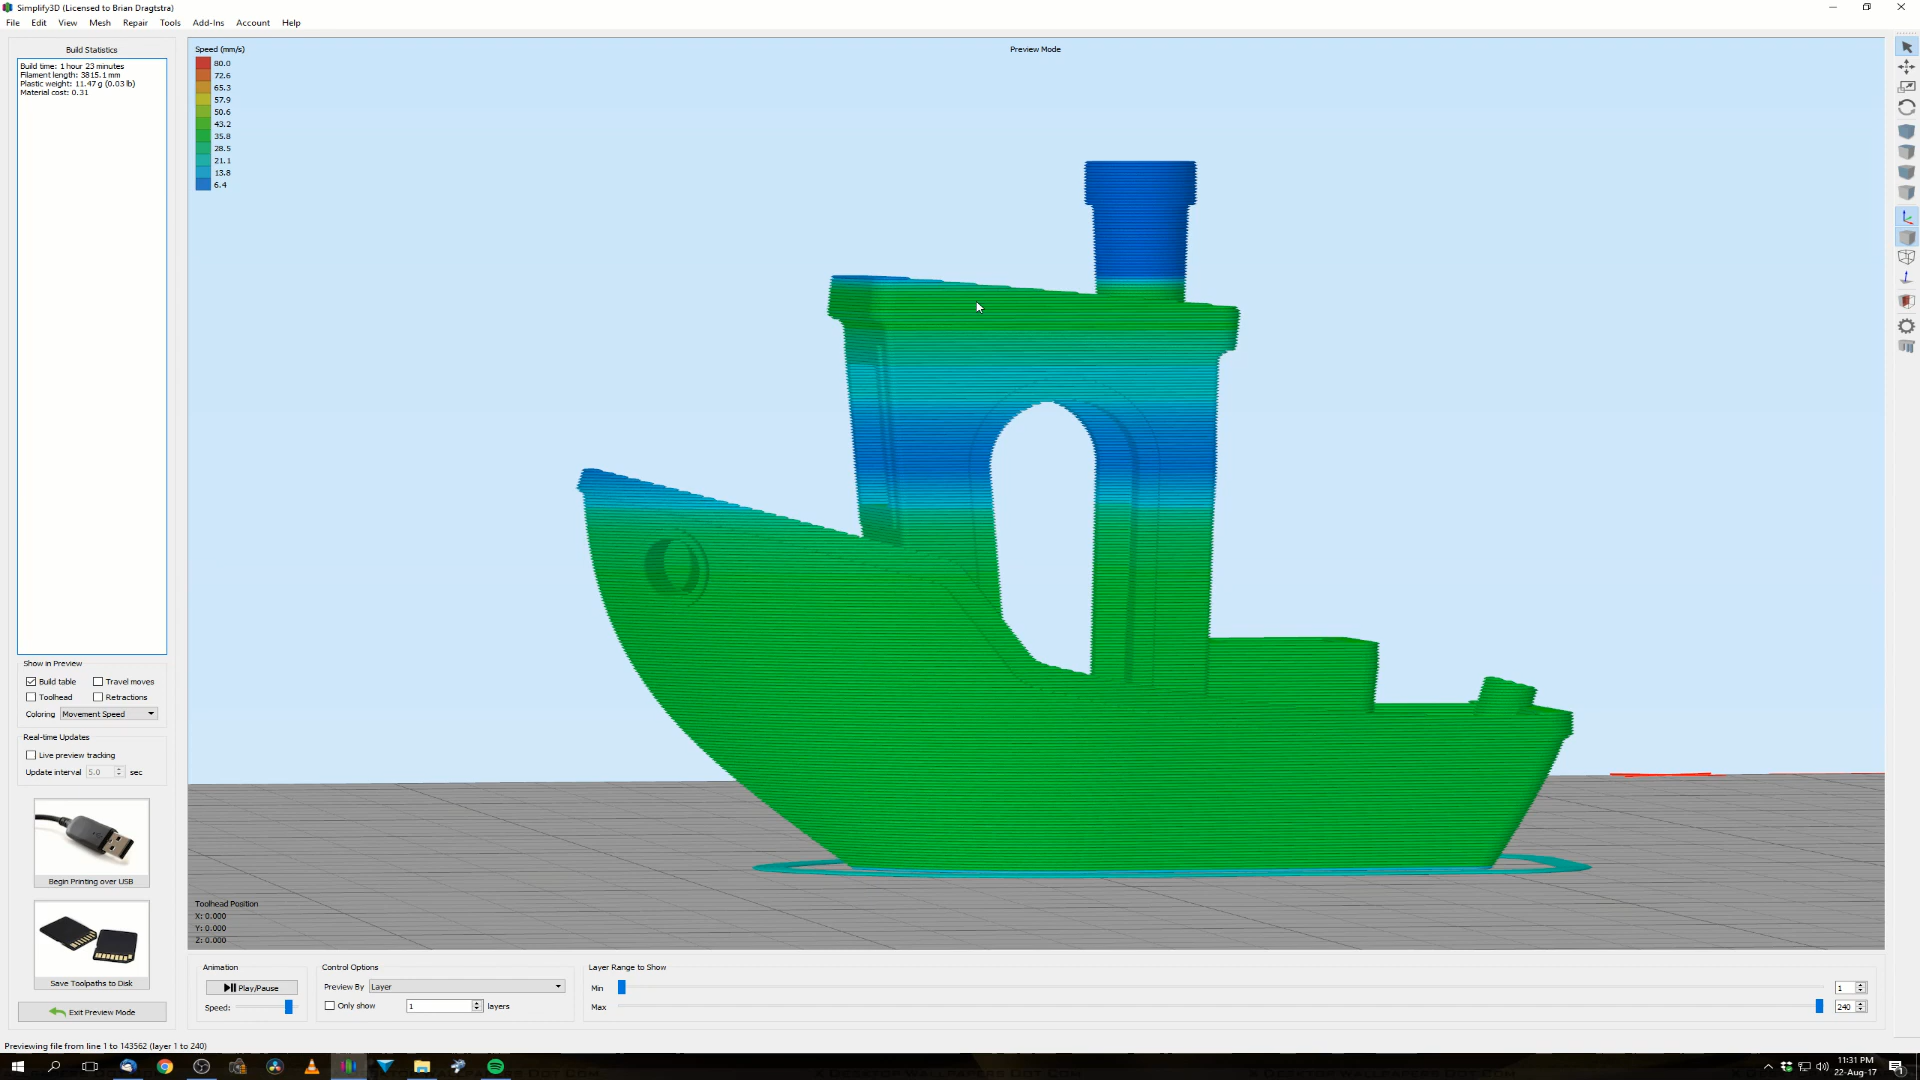 Simplify3D (Licensed to Brian Dragtstra)
File Edit View Mesh Repair Tools Add-Ins Account Help
Build Statistics
Build time: 1 hour 23 minutes
Filament length: 3815.1 mm
Plastic weight: 11.47 g (0.03 lb)
Material cost: 0.31
Speed (mm/s)
80.0
72.6
65.3
57.9
50.6
43.2
35.8
28.5
21.1
13.8
6.4
Preview Mode
Show in Preview
Build table Travel moves
Toolhead Retractions
Coloring Movement Speed
Real-time Updates
Live preview tracking
Update interval 5.0 sec
Begin Printing over USB
Save Toolpaths to Disk
Exit Preview Mode
Toolhead Position
X: 0.000
Y: 0.000
Z: 0.000
Animation
Play/Pause
Speed:
Control Options
Preview By Layer
Only show 1 layers
Layer Range to Show
Min 1
Max 240
Previewing file from line 1 to 143562 (layer 1 to 240)
11:31 PM
22-Aug-17